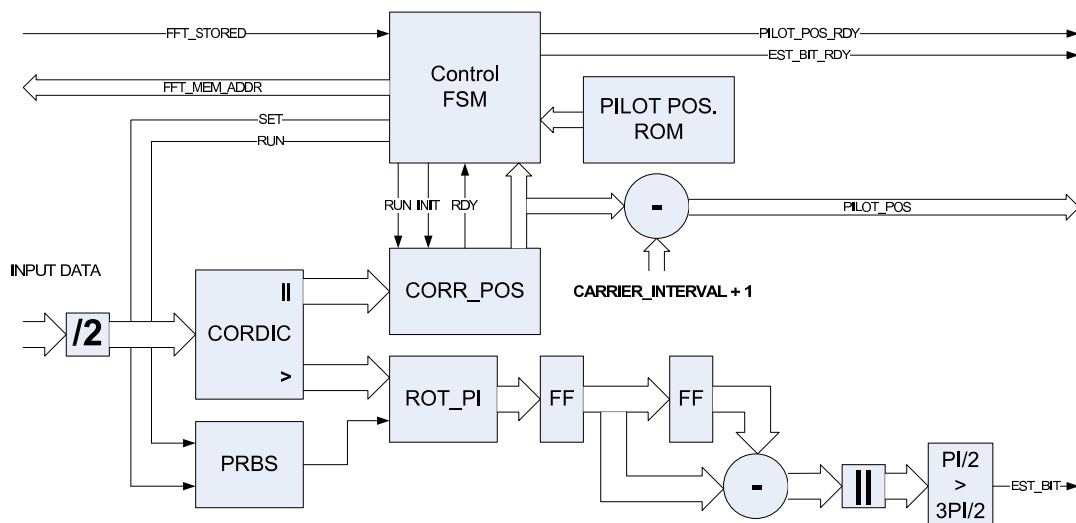 FFT_STORED
FFT_MEM_ADDR
SET
RUN
Control
FSM
PILOT_POS_RDY
EST_BIT_RDY
PILOT POS.
ROM
RUN
INIT
RDY
-
PILOT_POS
CARRIER_INTERVAL + 1
INPUT DATA
/2
||
CORDIC
>
CORR_POS
ROT_PI
FF
FF
PRBS
-
||
PI/2
>
3PI/2
EST_BIT